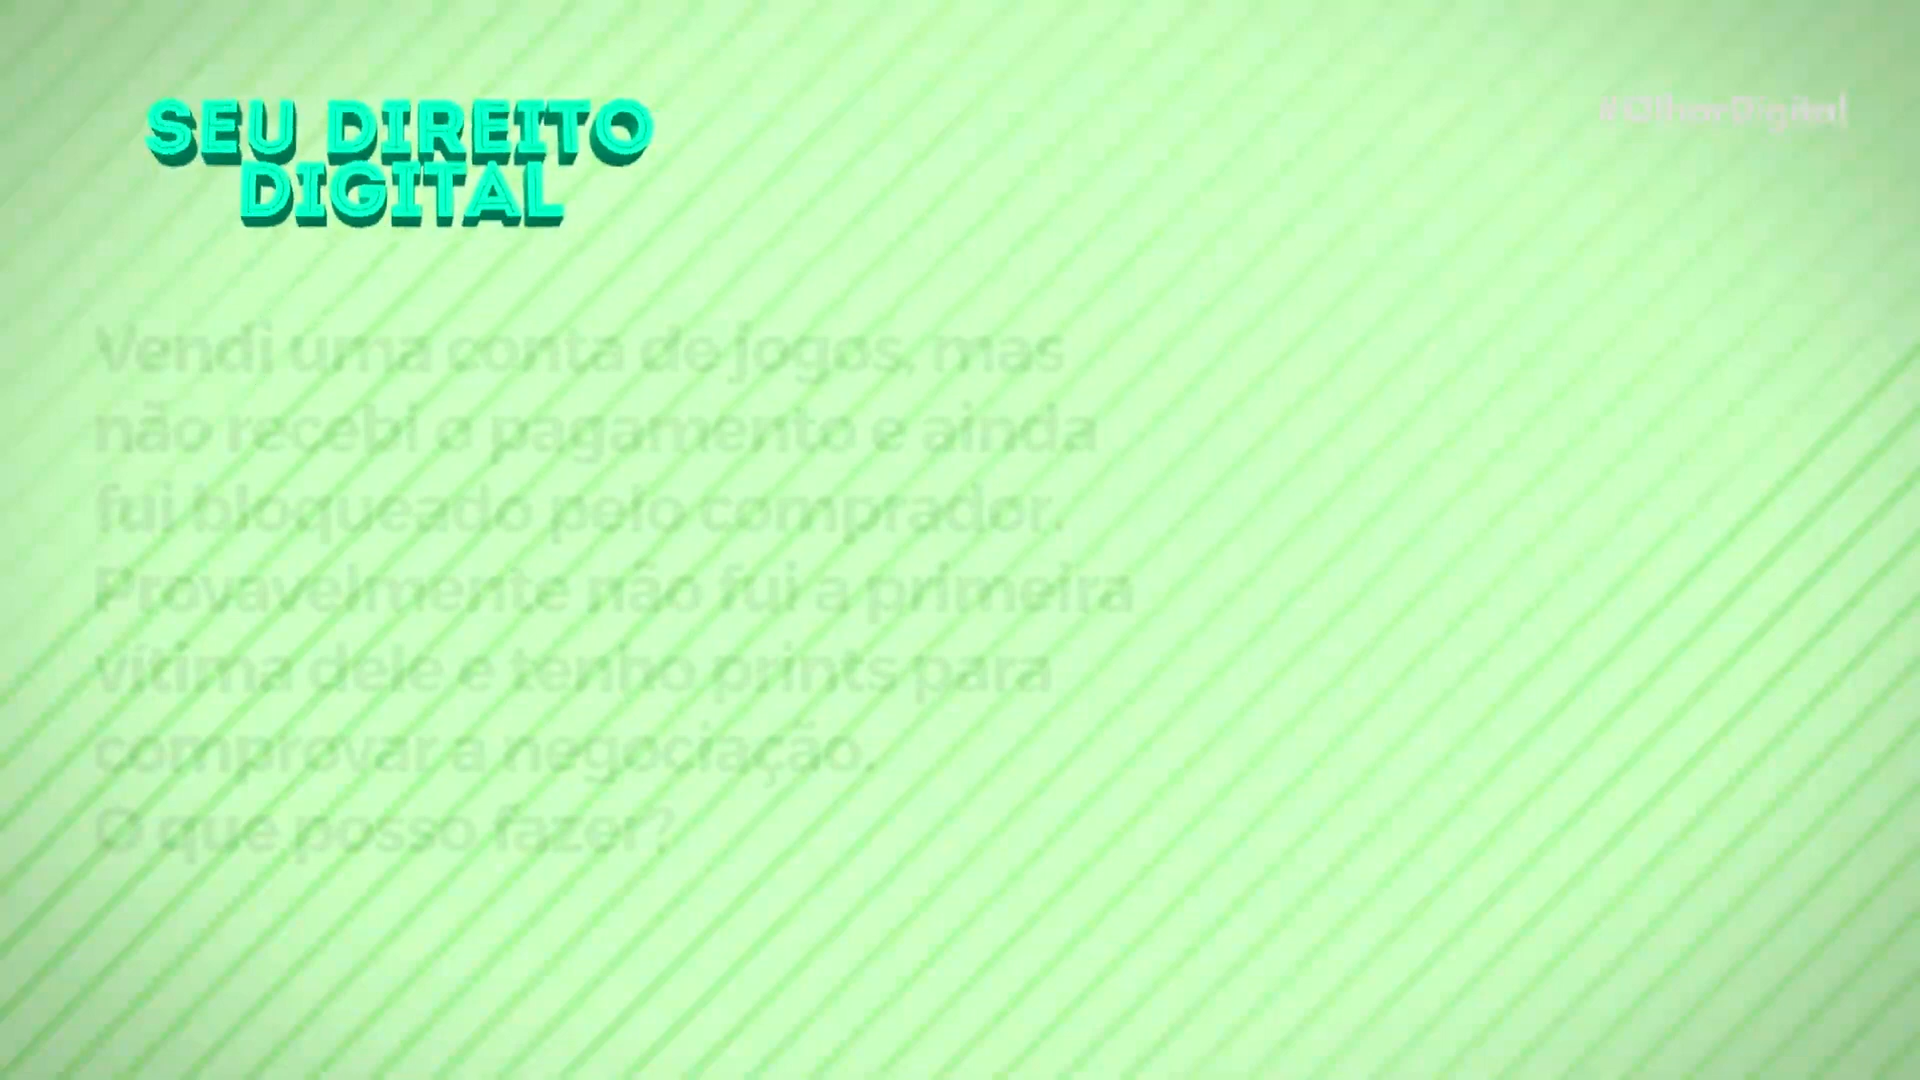 SEU DIREITO
DIGITAL
#OlharDigital
Vendi uma conta de jogos, mas
não recebi o pagamento e ainda
fui bloqueado pelo comprador.
Provavelmente não fui a primeira
vítima dele e tenho prints para
comprovar a negociação.
O que posso fazer?